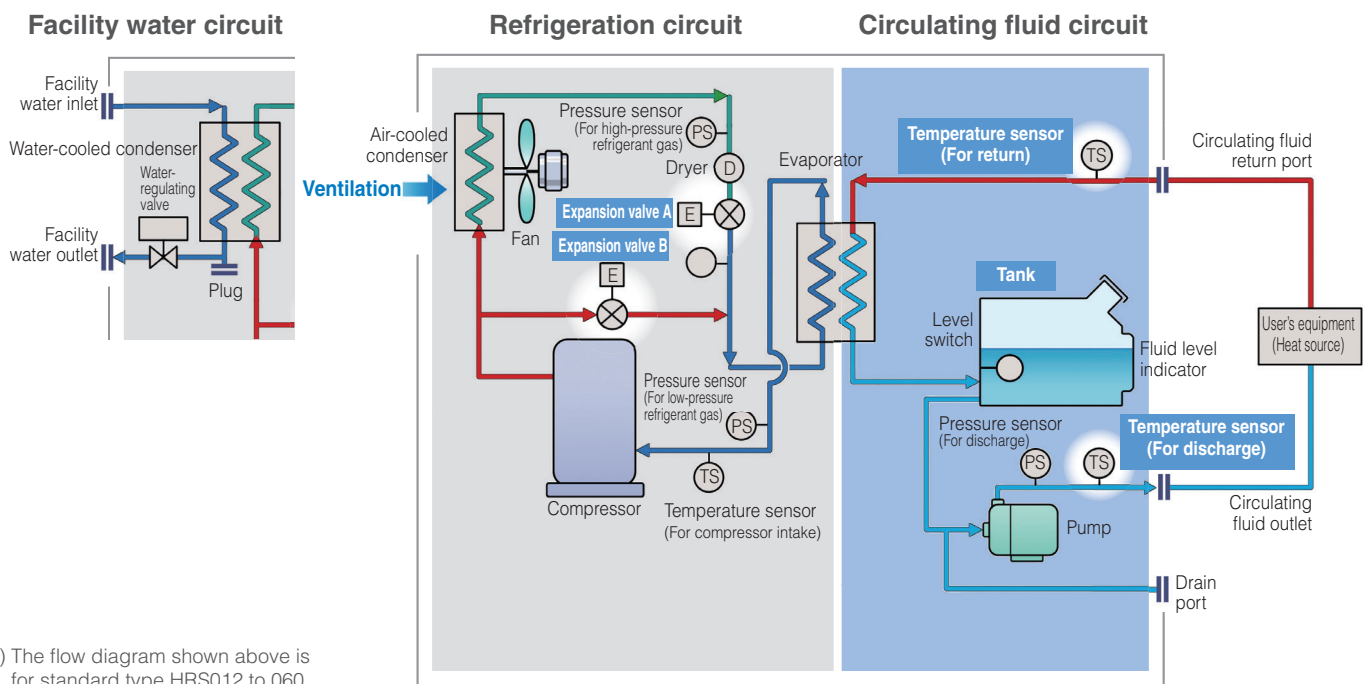 Facility water circuit
Refrigeration circuit
Circulating fluid circuit
Facility
water inlet
Water-cooled condenser
Water-
regulating
valve
Facility
water outlet
Plug
Ventilation
Air-cooled
condenser
Fan
Pressure sensor
(For high-pressure
refrigerant gas)
PS
Dryer
D
Expansion valve A
E
Expansion valve B
E
Evaporator
Compressor
Pressure sensor
(For low-pressure
refrigerant gas)
PS
TS
Temperature sensor
(For compressor intake)
Temperature sensor
(For return)
TS
Circulating fluid
return port
Tank
Level
switch
Fluid level
indicator
User's equipment
(Heat source)
Pressure sensor
(For discharge)
PS
TS
Temperature sensor
(For discharge)
Pump
Circulating
fluid outlet
Drain
port
) The flow diagram shown above is
for standard type HRS012 to 060